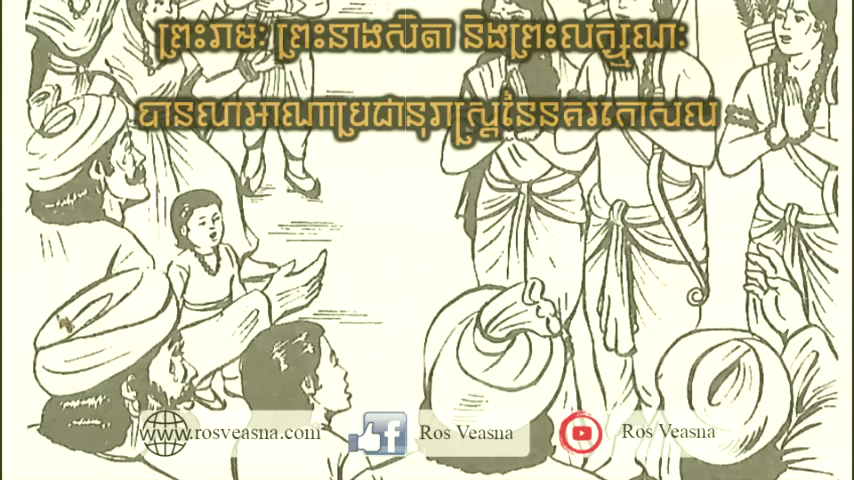 ព្រះរាមៈ ព្រះនាងសិតា និងព្រះលក្ស្មណៈ
បានលាអាណាប្រជានុរាស្ត្រនៃនគរកោសល
www.rosveasna.com Ros Veasna Ros Veasna